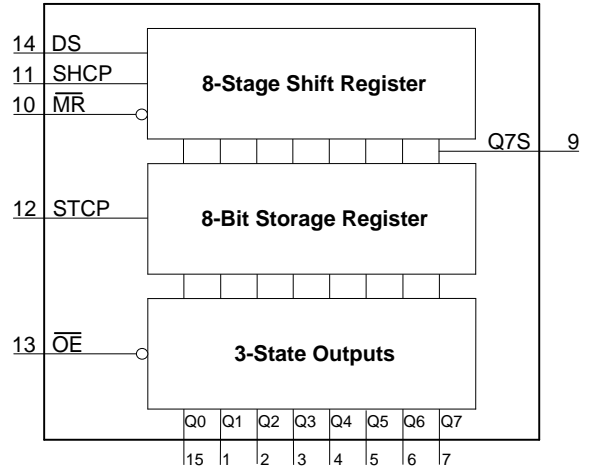 14 DS
11 SHCP
10 MR
8-Stage Shift Register
Q7S 9
12 STCP
8-Bit Storage Register
13 OE
3-State Outputs
Q0 Q1 Q2 Q3 Q4 Q5 Q6 Q7
15 1 2 3 4 5 6 7